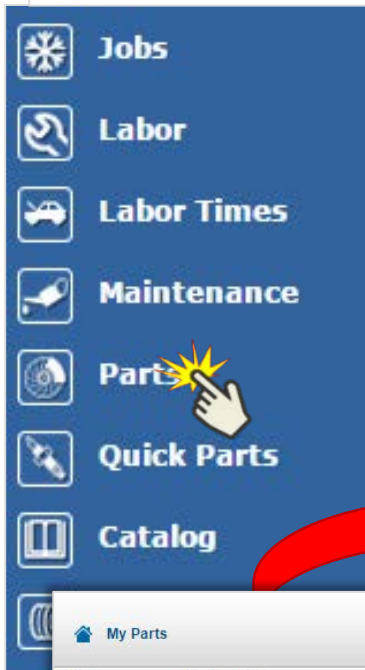 Jobs
Labor
Labor Times
Maintenance
Parts
Quick Parts
Catalog
My Parts